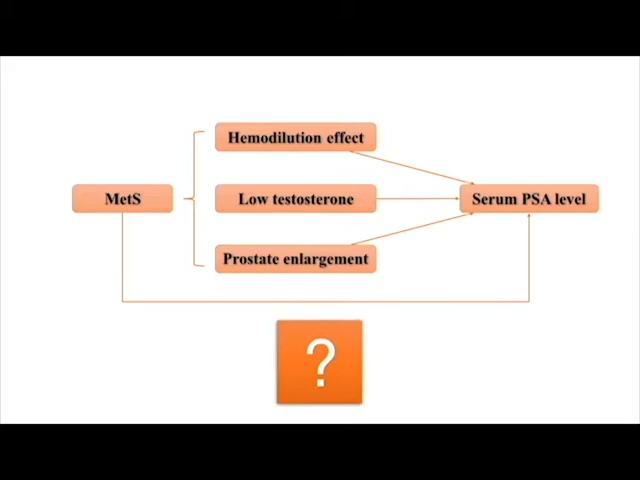 Hemodilution effect
MetS
Low testosterone
Serum PSA level
Prostate enlargement
?